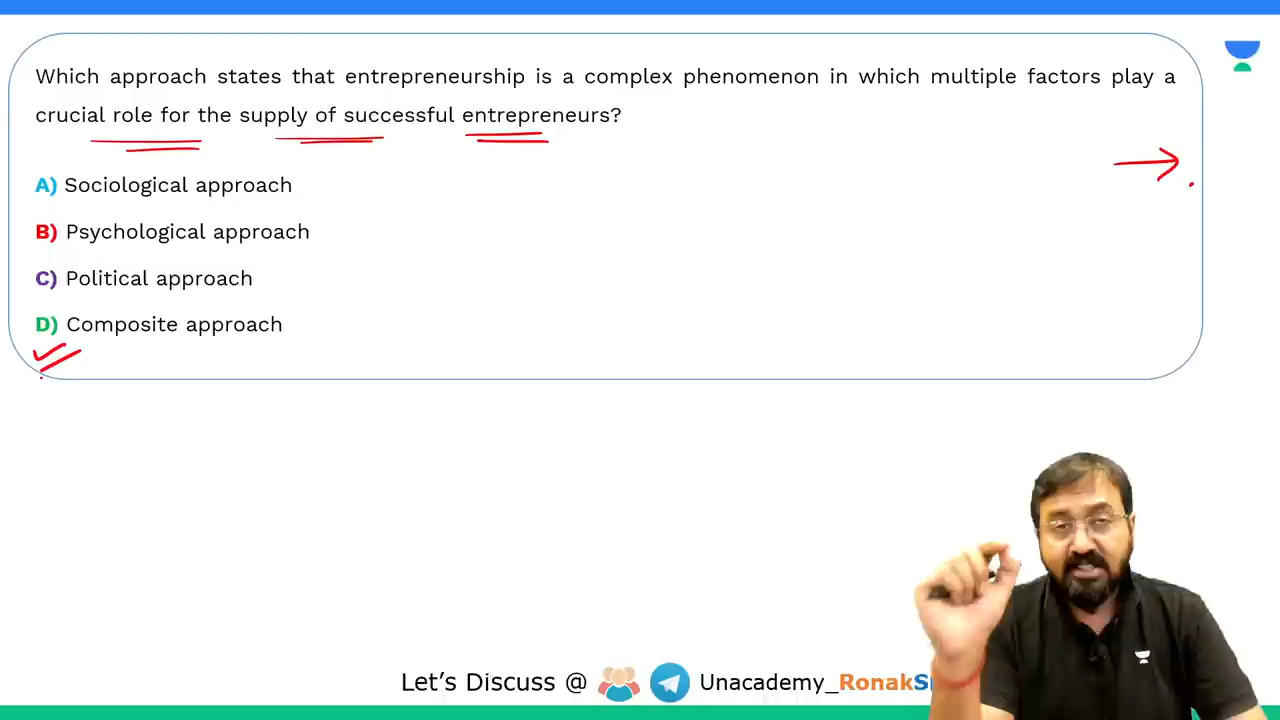 Which approach states that entrepreneurship is a complex phenomenon in which multiple factors play a
crucial role for the supply of successful entrepreneurs?
A) Sociological approach
B) Psychological approach
C) Political approach
D) Composite approach
Let’s Discuss @ Unacademy_RonakS